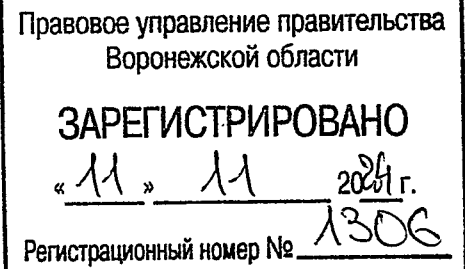 Правовое управление правительства
Воронежской области
ЗАРЕГИСТРИРОВАНО
«11» 11 2024 г.
Регистрационный номер № 1306